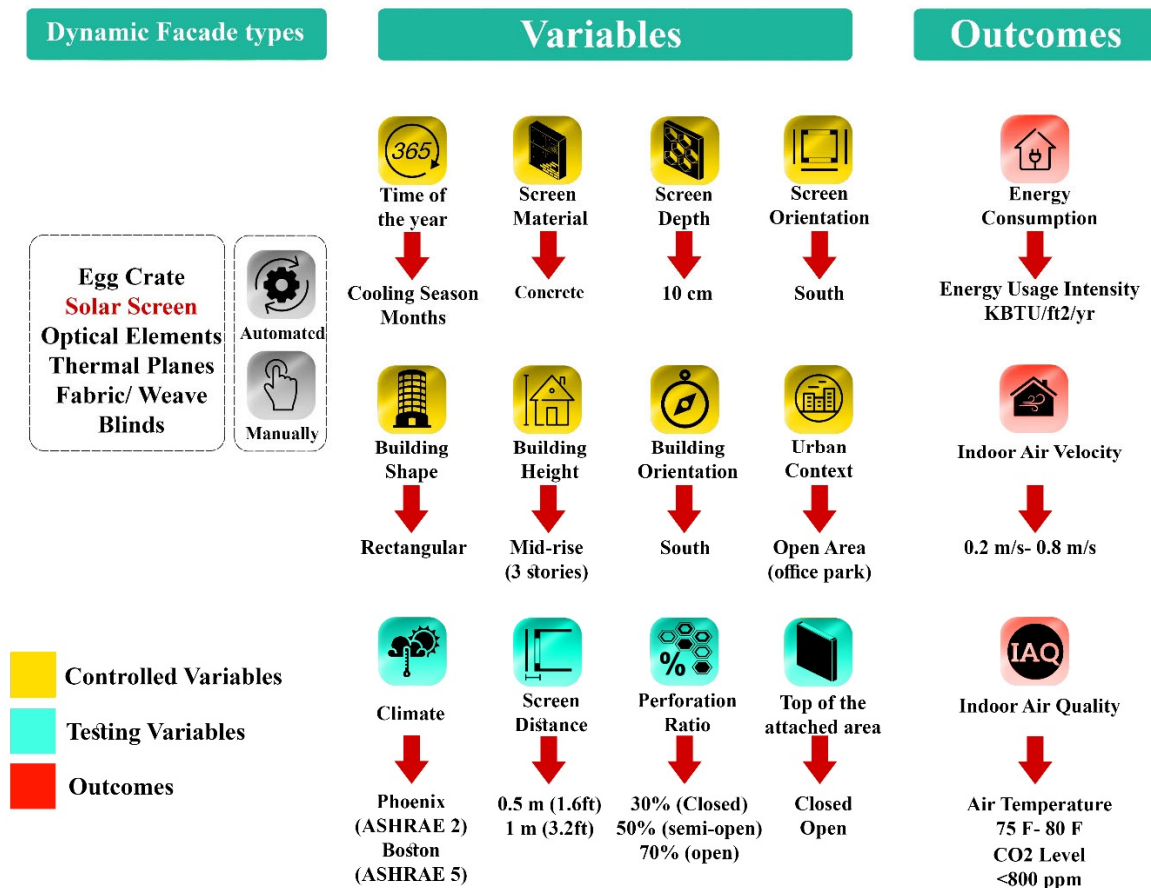 Dynamic Facade types
Variables
Outcomes
Egg Crate
Solar Screen
Optical Elements
Thermal Planes
Fabric/ Weave
Blinds
Automated
Manually
365
Time of
the year
Cooling Season
Months
Screen
Material
Concrete
Screen
Depth
10 cm
Screen
Orientation
South
Energy
Consumption
Energy Usage Intensity
KBTU/ft2/yr
Building
Shape
Rectangular
Building
Height
Mid-rise
(3 stories)
Building
Orientation
South
Urban
Context
Open Area
(office park)
Indoor Air Velocity
0.2 m/s- 0.8 m/s
Controlled Variables
Testing Variables
Outcomes
Climate
Phoenix
(ASHRAE 2)
Boston
(ASHRAE 5)
Screen
Distance
0.5 m (1.6ft)
1 m (3.2ft)
%
Perforation
Ratio
30% (Closed)
50% (semi-open)
70% (open)
Top of the
attached area
Closed
Open
IAQ
Indoor Air Quality
Air Temperature
75 F- 80 F
CO2 Level
<800 ppm